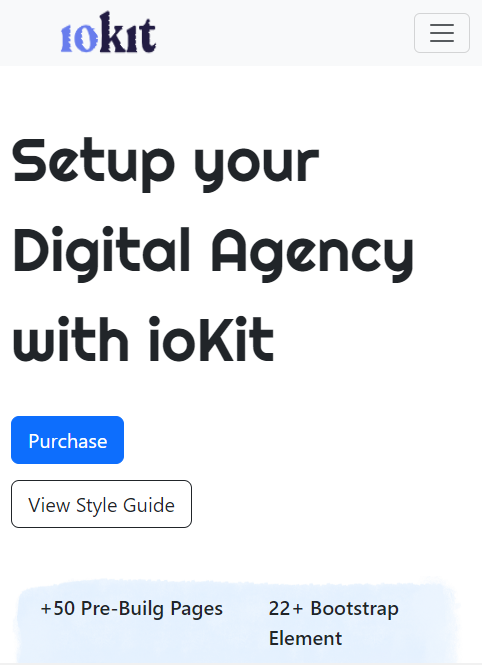 iokit
Setup your
Digital Agency
with ioKit
Purchase
View Style Guide
+50 Pre-Builg Pages
22+ Bootstrap
Element